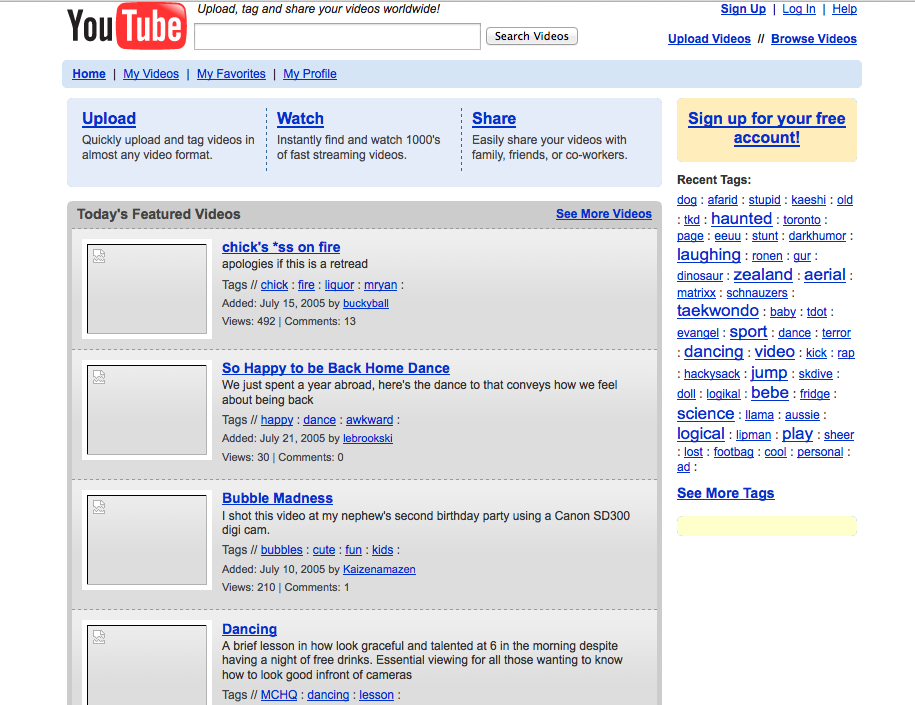 YouTube
Upload, tag and share your videos worldwide!
Search Videos
Sign Up | Log In | Help
Upload Videos // Browse Videos
Home | My Videos | My Favorites | My Profile
Upload
Quickly upload and tag videos in
almost any video format.
Watch
Instantly find and watch 1000's
of fast streaming videos.
Share
Easily share your videos with
family, friends, or co-workers.
Today's Featured Videos
See More Videos
chick's *ss on fire
apologies if this is a retread
Tags // chick : fire : liquor : mryan :
Added: July 15, 2005 by buckyball
Views: 492 | Comments: 13
So Happy to be Back Home Dance
We just spent a year abroad, here's the dance to that conveys how we feel
about being back
Tags // happy : dance : awkward :
Added: July 21, 2005 by lebrookski
Views: 30 | Comments: 0
Bubble Madness
I shot this video at my nephew's second birthday party using a Canon SD300
digi cam.
Tags // bubbles : cute : fun : kids :
Added: July 10, 2005 by Kaizenamazen
Views: 210 | Comments: 1
Dancing
A brief lesson in how look graceful and talented at 6 in the morning despite
having a night of free drinks. Essential viewing for all those wanting to know
how to look good infront of cameras
Tags // MCHQ : dancing : lesson :
Sign up for your free
account!
Recent Tags:
dog : afarid : stupid : kaeshi : old
: tkd : haunted : toronto :
page : eeuu : stunt : darkhumor :
laughing : ronen : gur :
dinosaur : zealand : aerial :
matrixx : schnauzers :
taekwondo : baby : tdot :
evangel : sport : dance : terror
: dancing : video : kick : rap
: hackysack : jump : skdive :
doll : logikal : bebe : fridge :
science : llama : aussie :
logical : lipman : play : sheer
: lost : footbag : cool : personal :
ad :
See More Tags